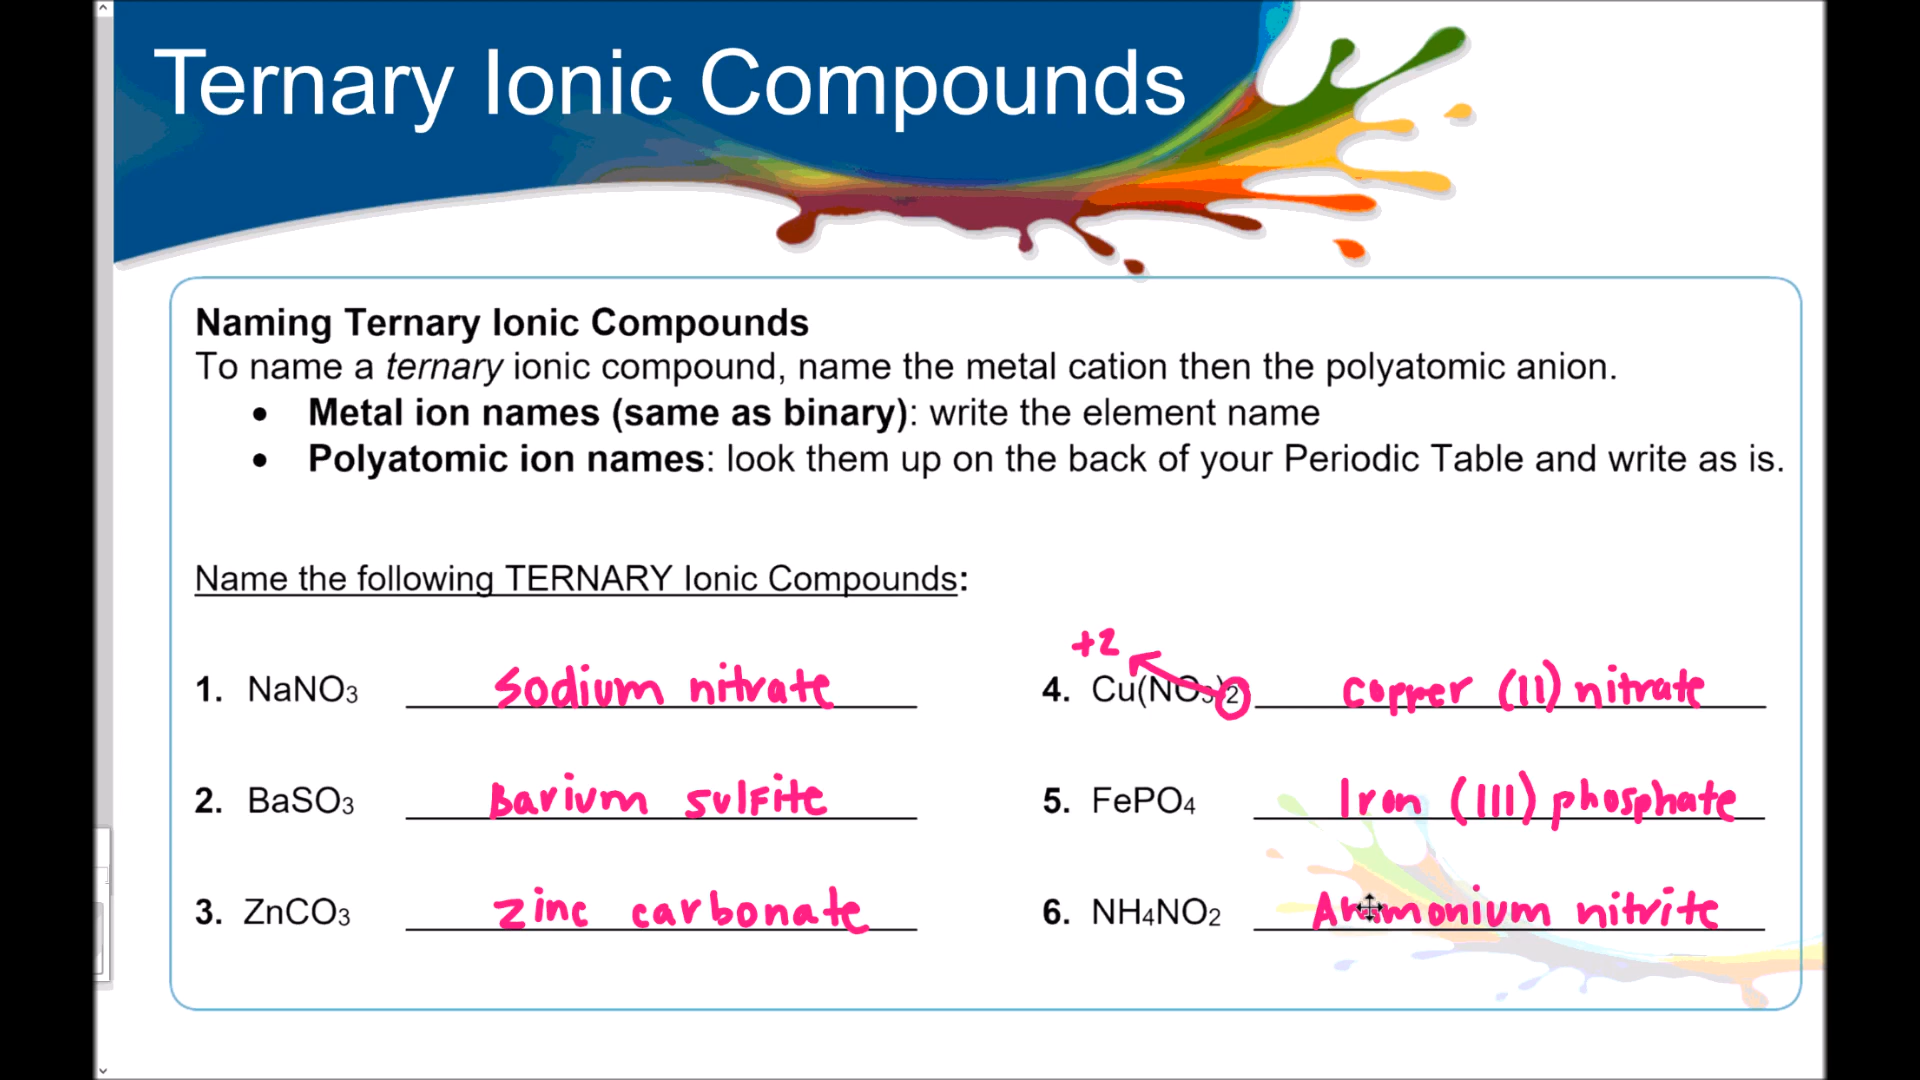 Ternary Ionic Compounds
Naming Ternary Ionic Compounds
To name a ternary ionic compound, name the metal cation then the polyatomic anion.
• Metal ion names (same as binary): write the element name
• Polyatomic ion names: look them up on the back of your Periodic Table and write as is.
Name the following TERNARY Ionic Compounds:
1. NaNO3 sodium nitrate
2. BaSO3 Barium sulfite
3. ZnCO3 zinc carbonate
+2
4. Cu(NO3)2 copper (II) nitrate
5. FePO4 Iron (III) phosphate
6. NH4NO2 Ammonium nitrite